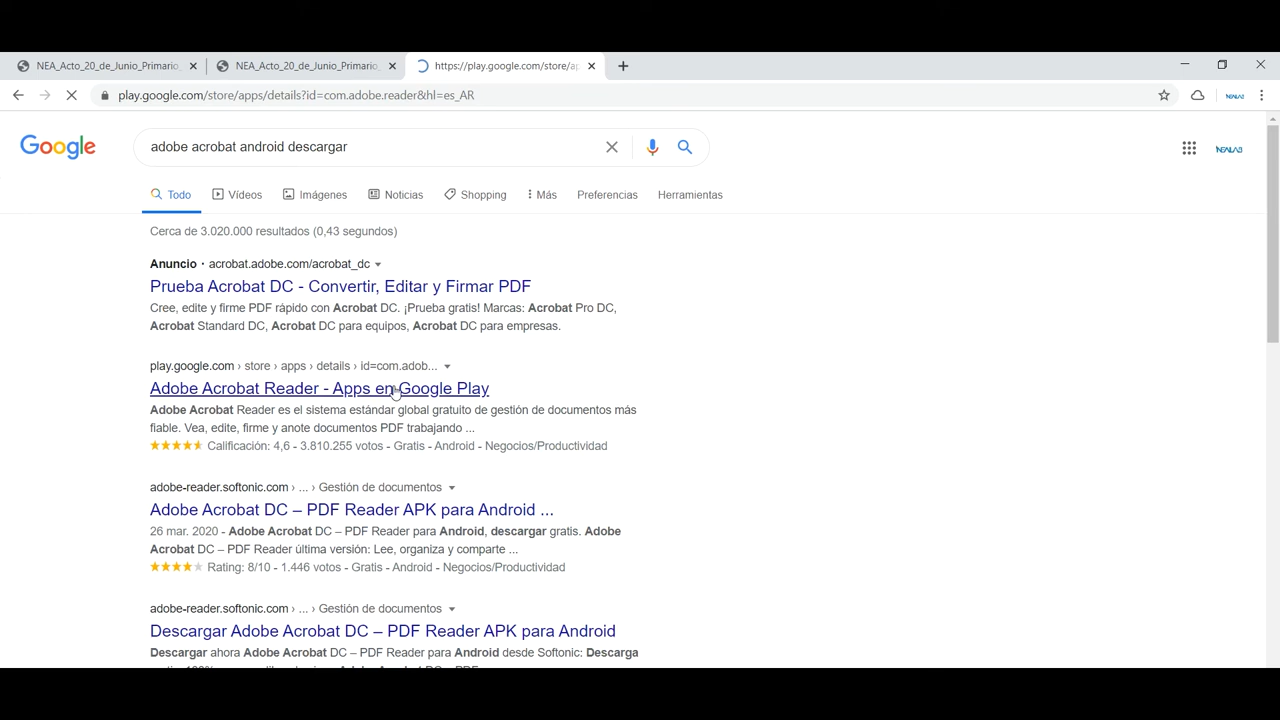 NEA_Acto_20_de_Junio_Primario_
NEA_Acto_20_de_Junio_Primario_
https://play.google.com/store/ap
play.google.com/store/apps/details?id=com.adobe.reader&hl=es_AR
NEALAB
Google
adobe acrobat android descargar
NEALAB
Todo
Vídeos
Imágenes
Noticias
Shopping
Más
Preferencias
Herramientas
Cerca de 3.020.000 resultados (0,43 segundos)
Anuncio · acrobat.adobe.com/acrobat_dc
Prueba Acrobat DC - Convertir, Editar y Firmar PDF
Cree, edite y firme PDF rápido con Acrobat DC. ¡Prueba gratis! Marcas: Acrobat Pro DC,
Acrobat Standard DC, Acrobat DC para equipos, Acrobat DC para empresas.
play.google.com › store › apps › details › id=com.adob...
Adobe Acrobat Reader - Apps en Google Play
Adobe Acrobat Reader es el sistema estándar global gratuito de gestión de documentos más
fiable. Vea, edite, firme y anote documentos PDF trabajando ...
Calificación: 4,6 - 3.810.255 votos - Gratis - Android - Negocios/Productividad
adobe-reader.softonic.com › ... › Gestión de documentos
Adobe Acrobat DC – PDF Reader APK para Android ...
26 mar. 2020 - Adobe Acrobat DC – PDF Reader para Android, descargar gratis. Adobe
Acrobat DC – PDF Reader última versión: Lee, organiza y comparte ...
Rating: 8/10 - 1.446 votos - Gratis - Android - Negocios/Productividad
adobe-reader.softonic.com › ... › Gestión de documentos
Descargar Adobe Acrobat DC – PDF Reader APK para Android
Descargar ahora Adobe Acrobat DC – PDF Reader para Android desde Softonic: Descarga